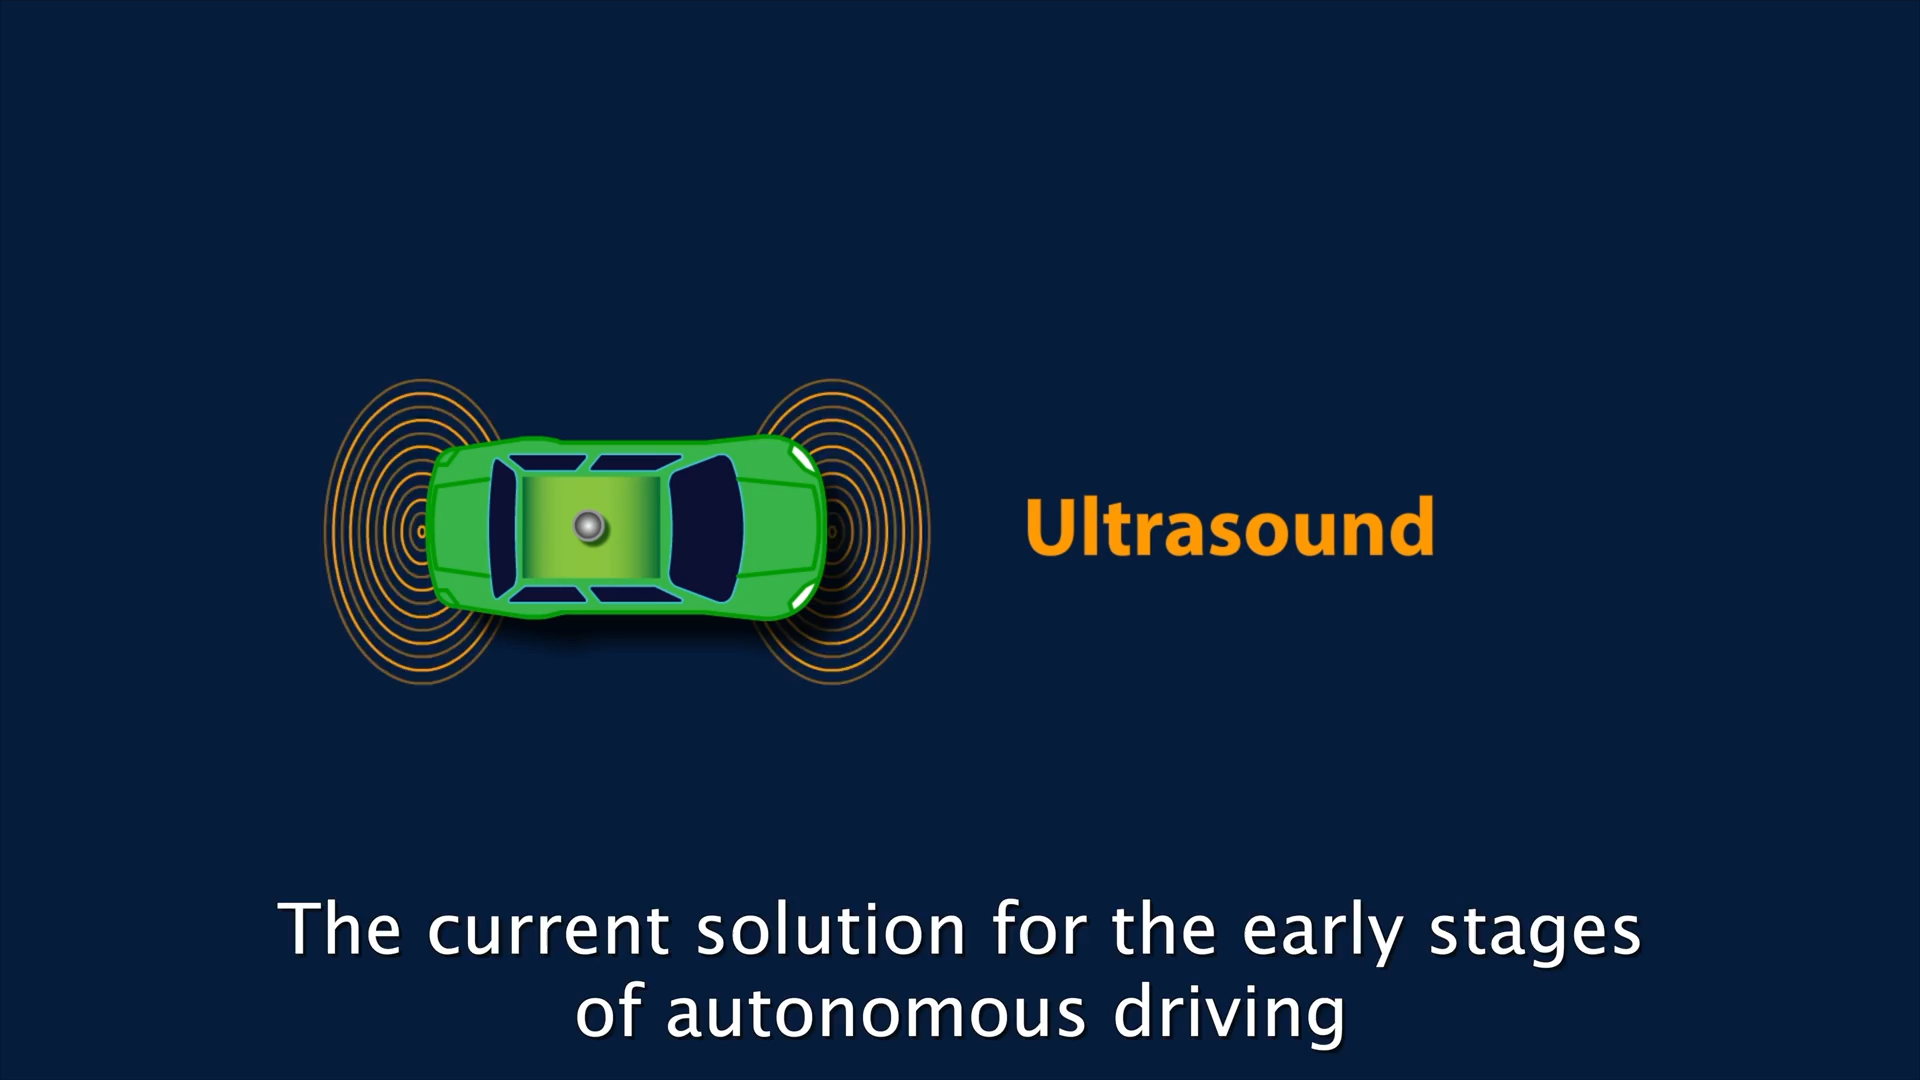 Ultrasound
The current solution for the early stages
of autonomous driving